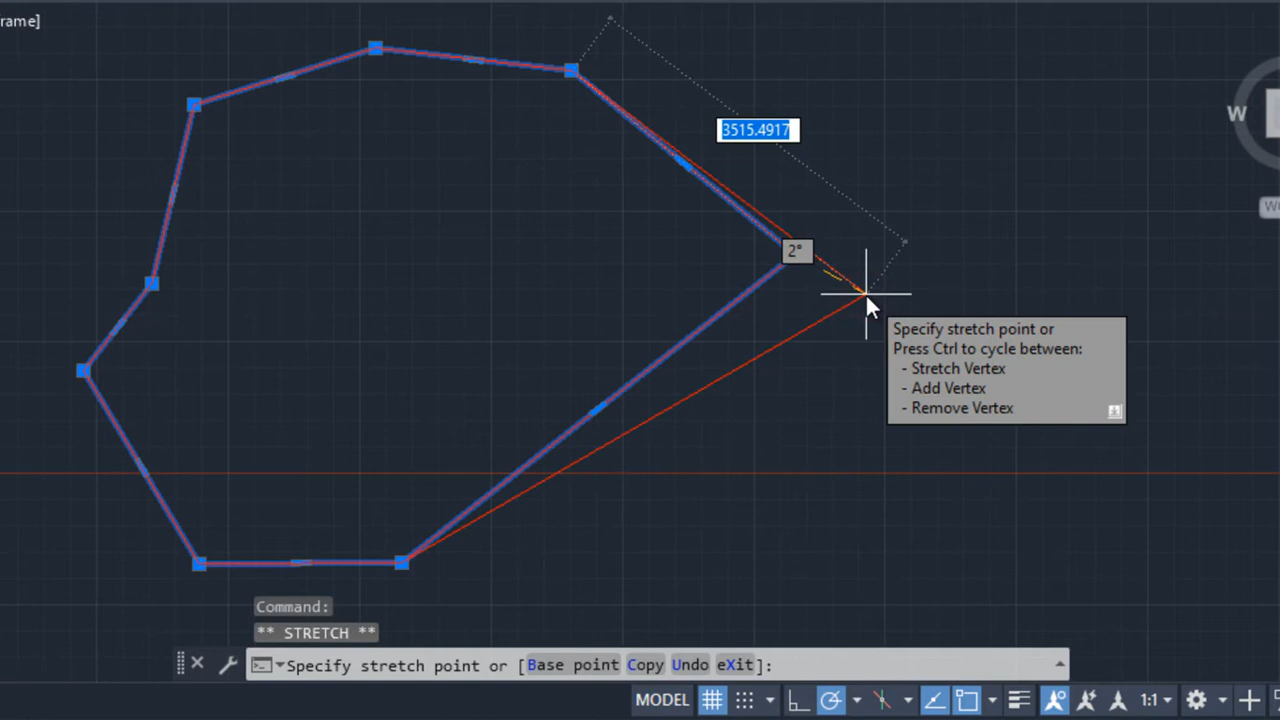 rame]
W
3515.4917
2°
Specify stretch point or
Press Ctrl to cycle between:
- Stretch Vertex
- Add Vertex
- Remove Vertex
Command:
** STRETCH **
Specify stretch point or [Base point Copy Undo eXit]:
MODEL
1:1